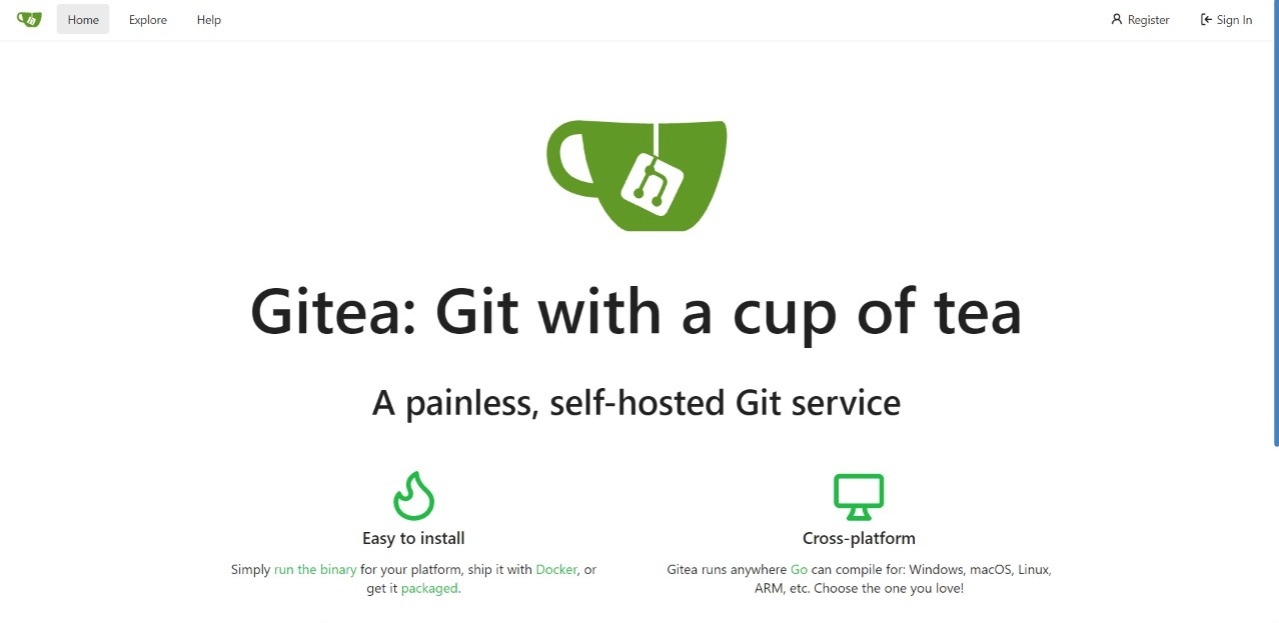 Home Explore Help Register Sign In
Gitea: Git with a cup of tea
A painless, self-hosted Git service
Easy to install
Simply run the binary for your platform, ship it with Docker, or
get it packaged.
Cross-platform
Gitea runs anywhere Go can compile for: Windows, macOS, Linux,
ARM, etc. Choose the one you love!